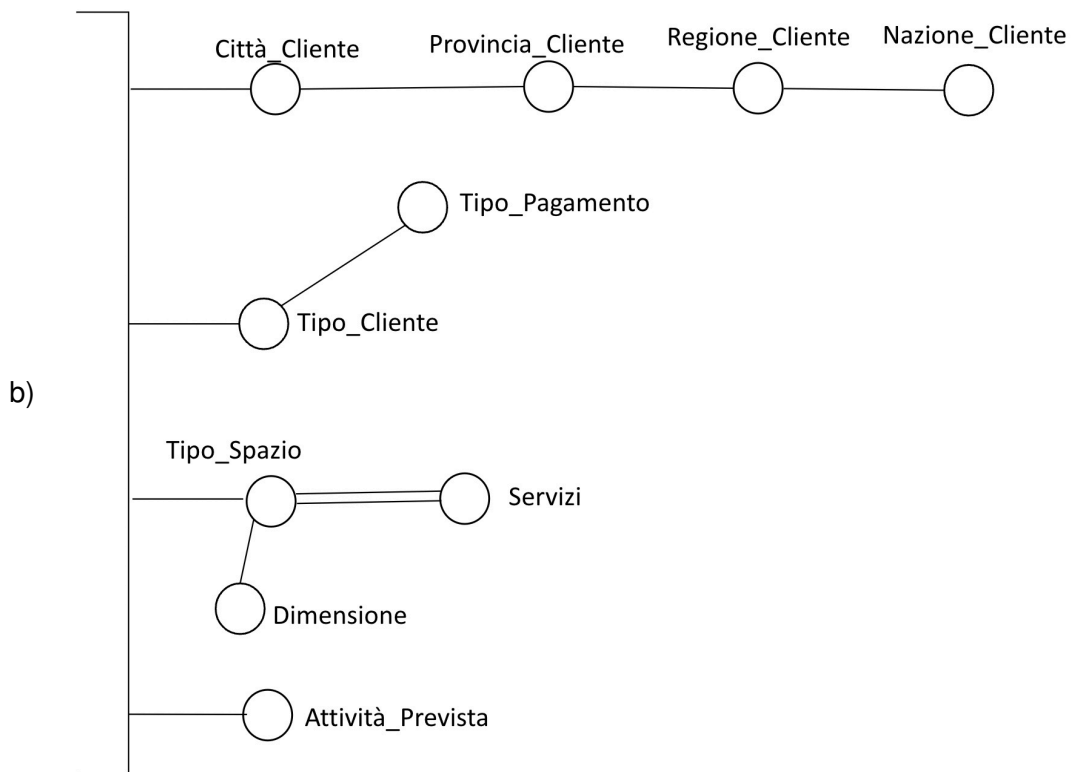 Città_Cliente
Provincia_Cliente
Regione_Cliente
Nazione_Cliente
Tipo_Pagamento
Tipo_Cliente
b)
Tipo_Spazio
Servizi
Dimensione
Attività_Prevista